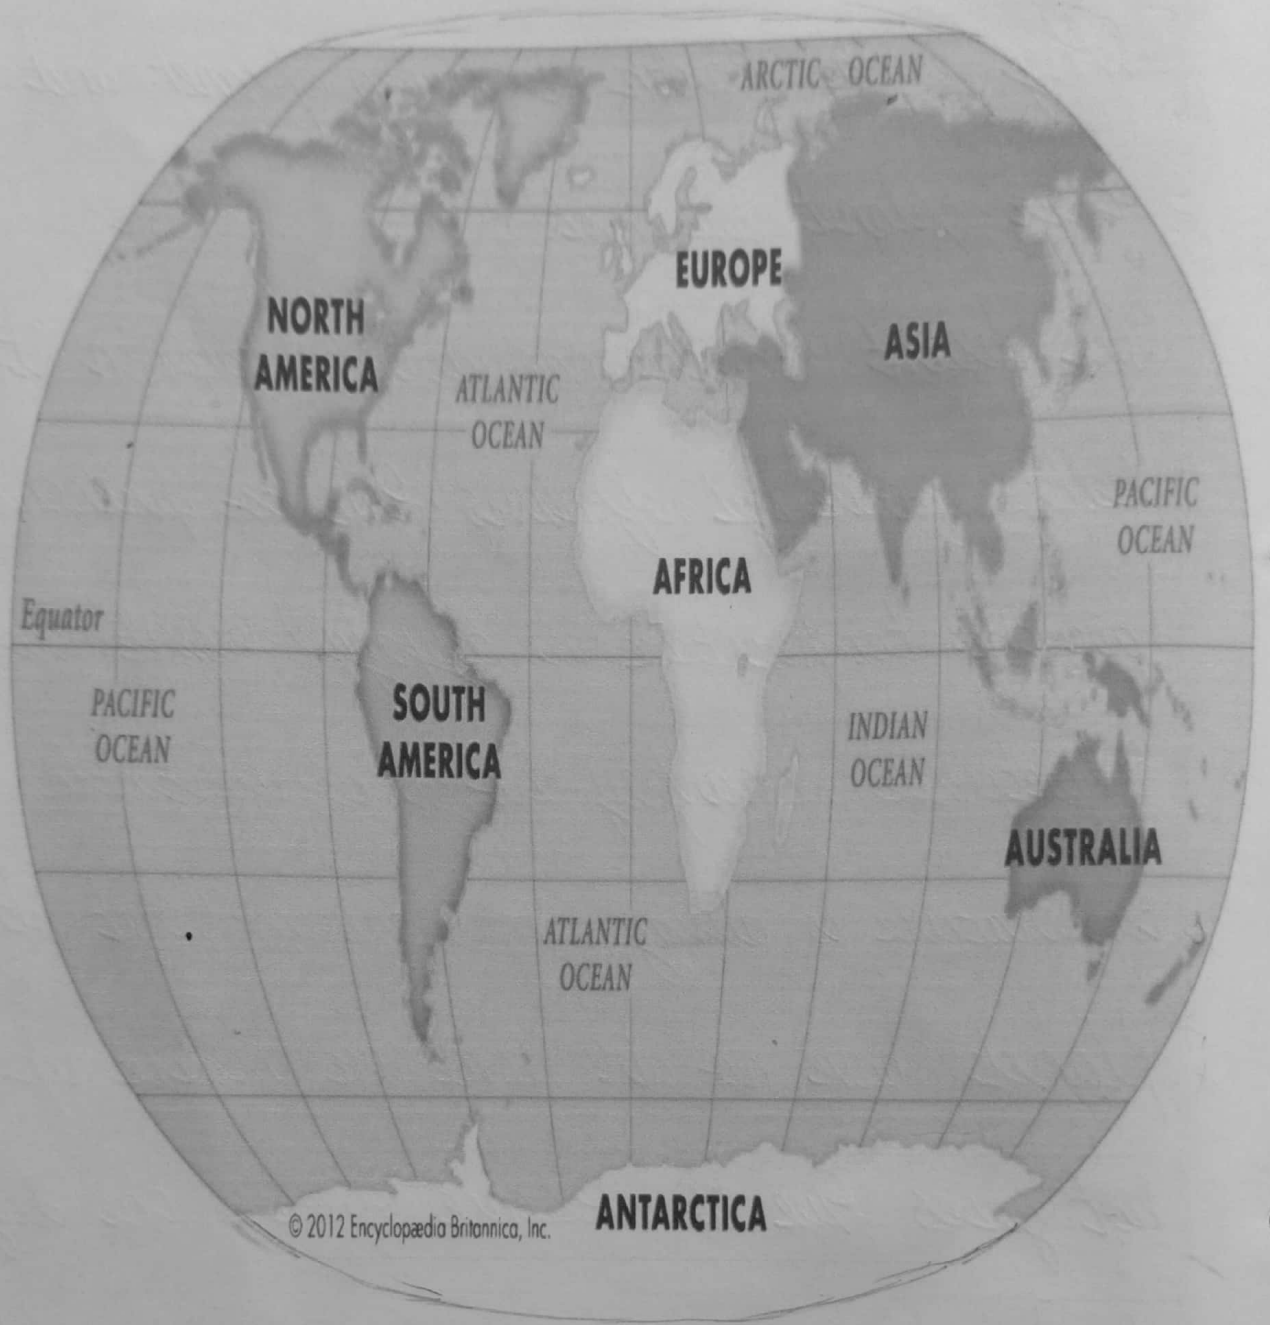 ARCTIC OCEAN
EUROPE
NORTH
AMERICA
ASIA
ATLANTIC
OCEAN
PACIFIC
OCEAN
AFRICA
Equator
PACIFIC
OCEAN
SOUTH
AMERICA
INDIAN
OCEAN
AUSTRALIA
ATLANTIC
OCEAN
ANTARCTICA
© 2012 Encyclopædia Britannica, Inc.